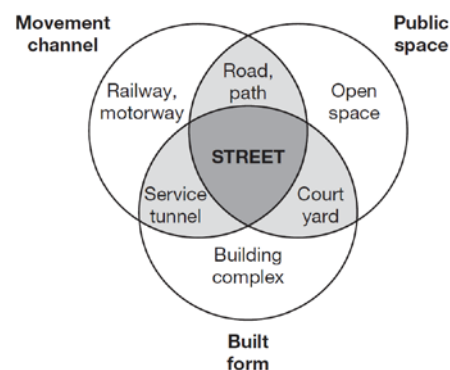 Movement
channel
Public
space
Railway,
motorway
Road,
path
Open
space
STREET
Service
tunnel
Court
yard
Building
complex
Built
form